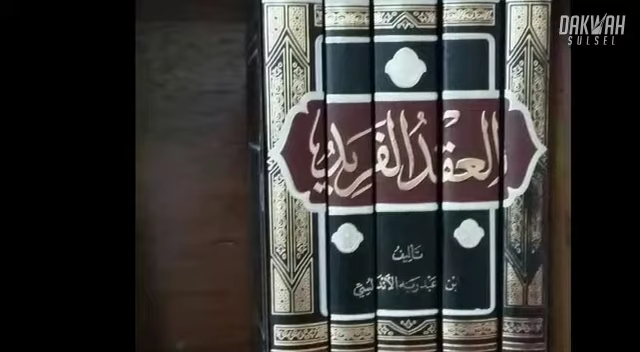 DAKWAH
SULSEL
العقد الفريد
تأليف
ابن عبد ربه الأندلسي